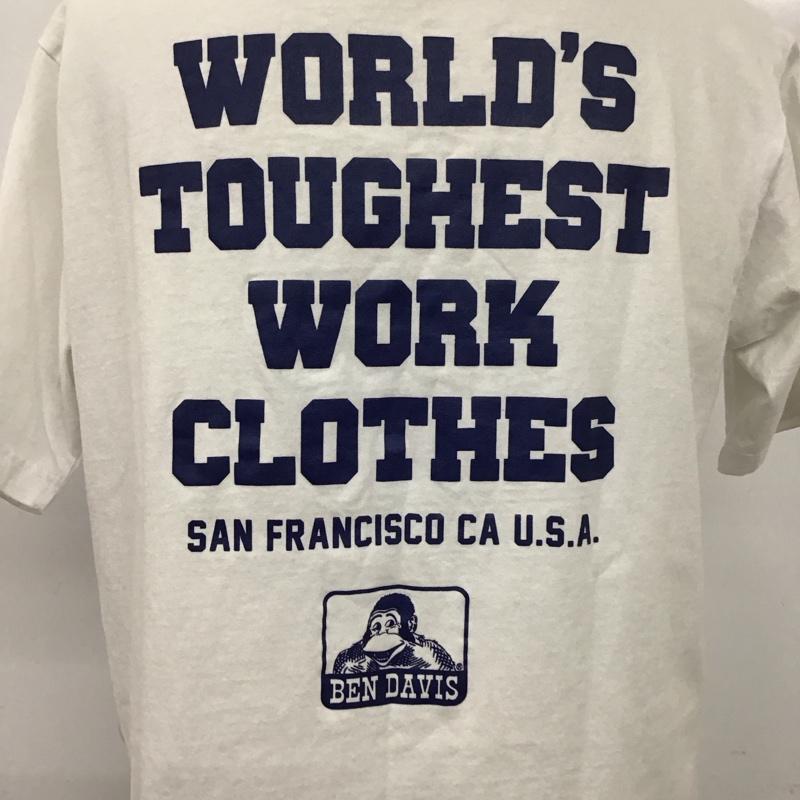 WORLD'S
TOUGHEST
WORK
CLOTHES
SAN FRANCISCO CA U.S.A.
BEN DAVIS
®